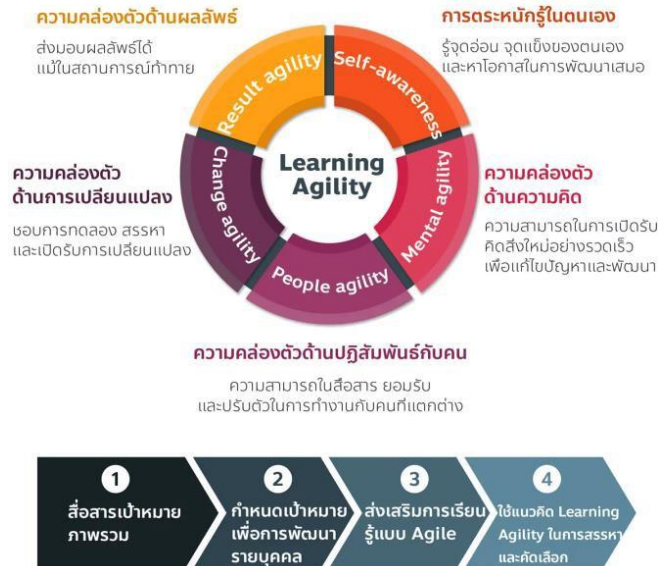 ความคล่องตัวด้านผลลัพธ์
ส่งมอบผลลัพธ์ได้
แม้ในสถานการณ์ท้าทาย
การตระหนักรู้ในตนเอง
รู้จุดอ่อน จุดแข็งของตนเอง
และหาโอกาสในการพัฒนาเสมอ
Result agility
Self-awareness
Learning
Agility
Change agility
Mental agility
People agility
ความคล่องตัว
ด้านการเปลี่ยนแปลง
ชอบการทดลอง สรรหา
และเปิดรับการเปลี่ยนแปลง
ความคล่องตัว
ด้านความคิด
ความสามารถในการเปิดรับ
คิดสิ่งใหม่อย่างรวดเร็ว
เพื่อแก้ไขปัญหาและพัฒนา
ความคล่องตัวด้านปฏิสัมพันธ์กับคน
ความสามารถในสื่อสาร ยอมรับ
และปรับตัวในการทำงานกับคนที่แตกต่าง
1
สื่อสารเป้าหมาย
ภาพรวม
2
กำหนดเป้าหมาย
เพื่อการพัฒนา
รายบุคคล
3
ส่งเสริมการเรียน
รู้แบบ Agile
4
ใช้แนวคิด Learning
Agility ในการสรรหา
และคัดเลือก